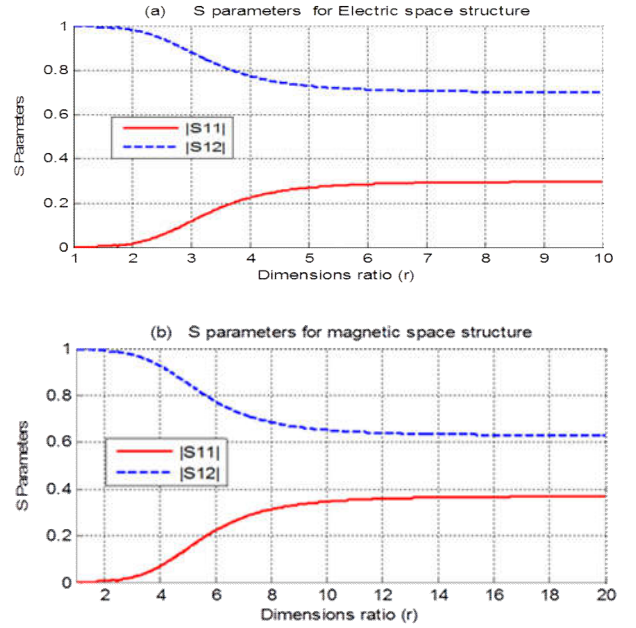 (a) S parameters for Electric space structure
1
0.8
0.6
0.4
0.2
0
S Parameters
|S11|
|S12|
1 2 3 4 5 6 7 8 9 10
Dimensions ratio (r)
(b) S parameters for magnetic space structure
1
0.8
0.6
0.4
0.2
0
S Parameters
|S11|
|S12|
2 4 6 8 10 12 14 16 18 20
Dimensions ratio (r)